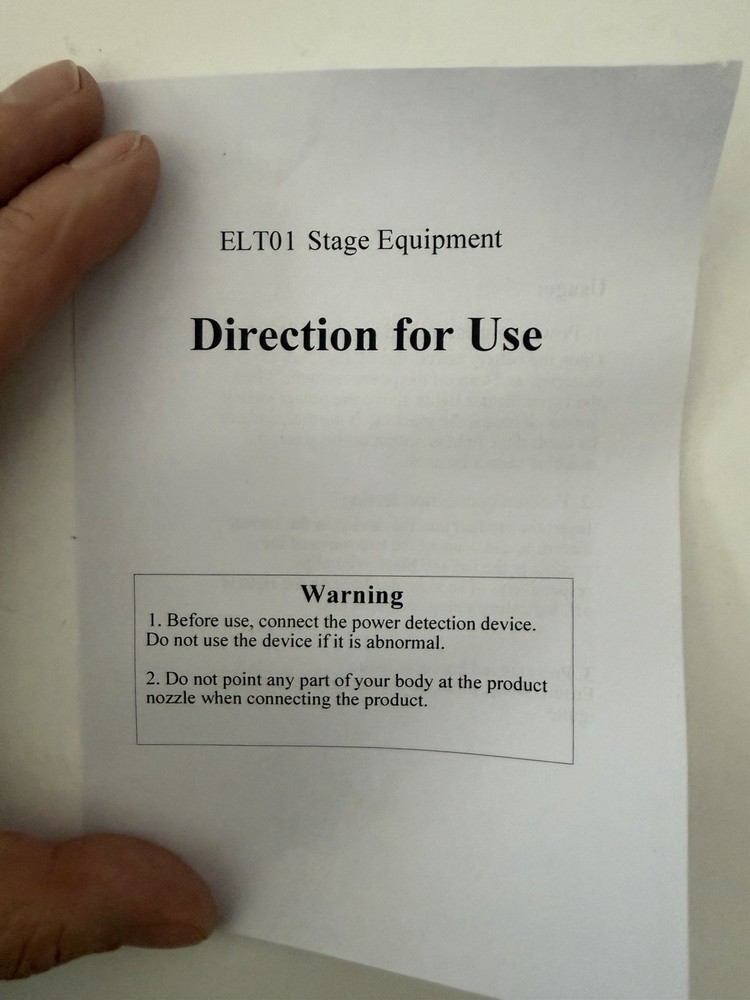 ELT01 Stage Equipment
Direction for Use
Warning
1. Before use, connect the power detection device.
Do not use the device if it is abnormal.
2. Do not point any part of your body at the product
nozzle when connecting the product.